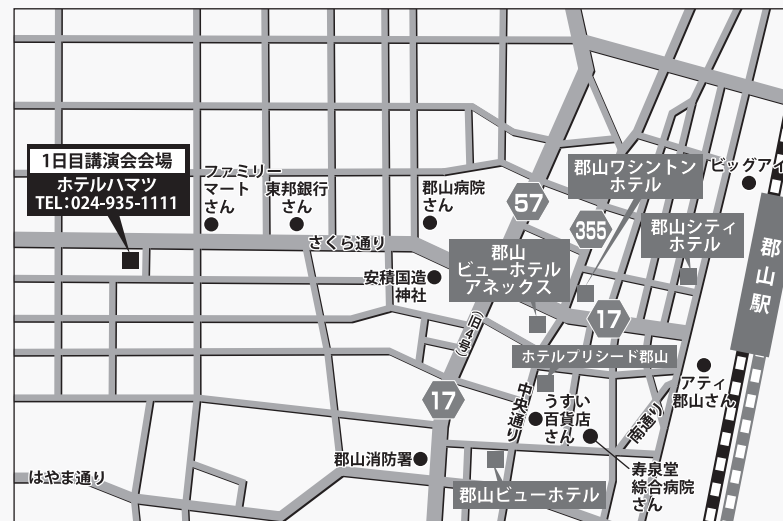 1日目講演会会場
ホテルハマツ
TEL:024-935-1111
ファミリー
マート
さん
東邦銀行
さん
郡山病院
さん
57
郡山ワシントン
ホテル
ビッグアイ
355
郡山シティ
ホテル
郡山駅
さくら通り
郡山
ビューホテル
アネックス
安積国造
神社
(旧4号)
17
ホテルプリシード郡山
アティ
郡山さん
17
中央通り
うすい
百貨店
さん
南通り
郡山消防署
寿泉堂
綜合病院
さん
はやま通り
郡山ビューホテル